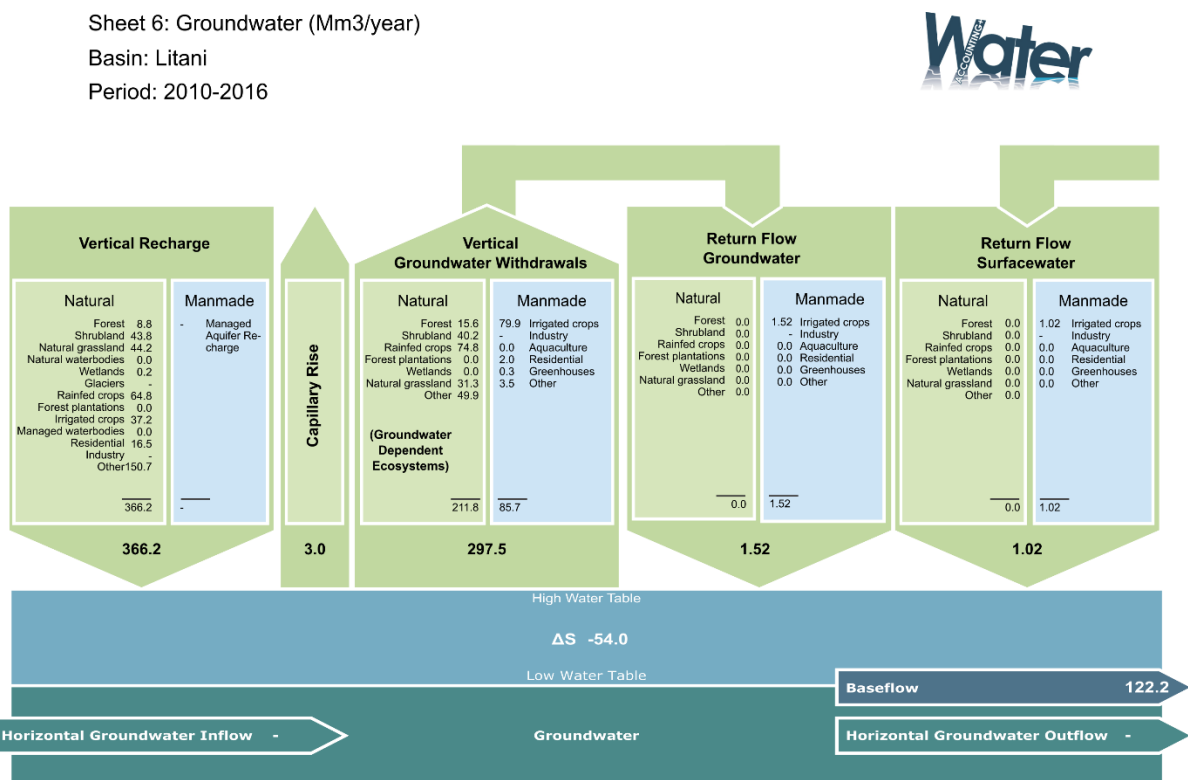 Sheet 6: Groundwater (Mm3/year)
Basin: Litani
Period: 2010-2016
Water
ACCOUNTING+
Vertical Recharge
Natural
Forest 8.8
Shrubland 43.8
Natural grassland 44.2
Natural waterbodies 0.0
Wetlands 0.2
Glaciers -
Rainfed crops 64.8
Forest plantations 0.0
Irrigated crops 37.2
Managed waterbodies 0.0
Residential 16.5
Industry -
Other150.7
366.2
Manmade
- Managed
Aquifer Re-
charge
-
366.2
Capillary Rise
3.0
Vertical
Groundwater Withdrawals
Natural
Forest 15.6
Shrubland 40.2
Rainfed crops 74.8
Forest plantations 0.0
Wetlands 0.0
Natural grassland 31.3
Other 49.9
(Groundwater
Dependent
Ecosystems)
211.8
Manmade
79.9 Irrigated crops
- Industry
0.0 Aquaculture
2.0 Residential
0.3 Greenhouses
3.5 Other
85.7
297.5
Return Flow
Groundwater
Natural
Forest 0.0
Shrubland 0.0
Rainfed crops 0.0
Forest plantations 0.0
Wetlands 0.0
Natural grassland 0.0
Other 0.0
0.0
Manmade
1.52 Irrigated crops
- Industry
0.0 Aquaculture
0.0 Residential
0.0 Greenhouses
0.0 Other
1.52
1.52
Return Flow
Surfacewater
Natural
Forest 0.0
Shrubland 0.0
Rainfed crops 0.0
Forest plantations 0.0
Wetlands 0.0
Natural grassland 0.0
Other 0.0
0.0
Manmade
1.02 Irrigated crops
- Industry
0.0 Aquaculture
0.0 Residential
0.0 Greenhouses
0.0 Other
1.02
1.02
High Water Table
ΔS -54.0
Low Water Table
Baseflow 122.2
Horizontal Groundwater Inflow -
Groundwater
Horizontal Groundwater Outflow -